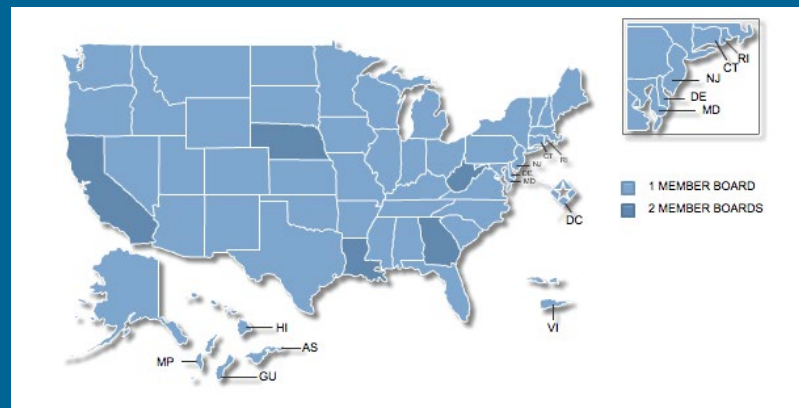 RI
CT
NJ
DE
MD
CT
RI
NJ
DE
MD
1 MEMBER BOARD
2 MEMBER BOARDS
DC
HI
VI
AS
MP
GU